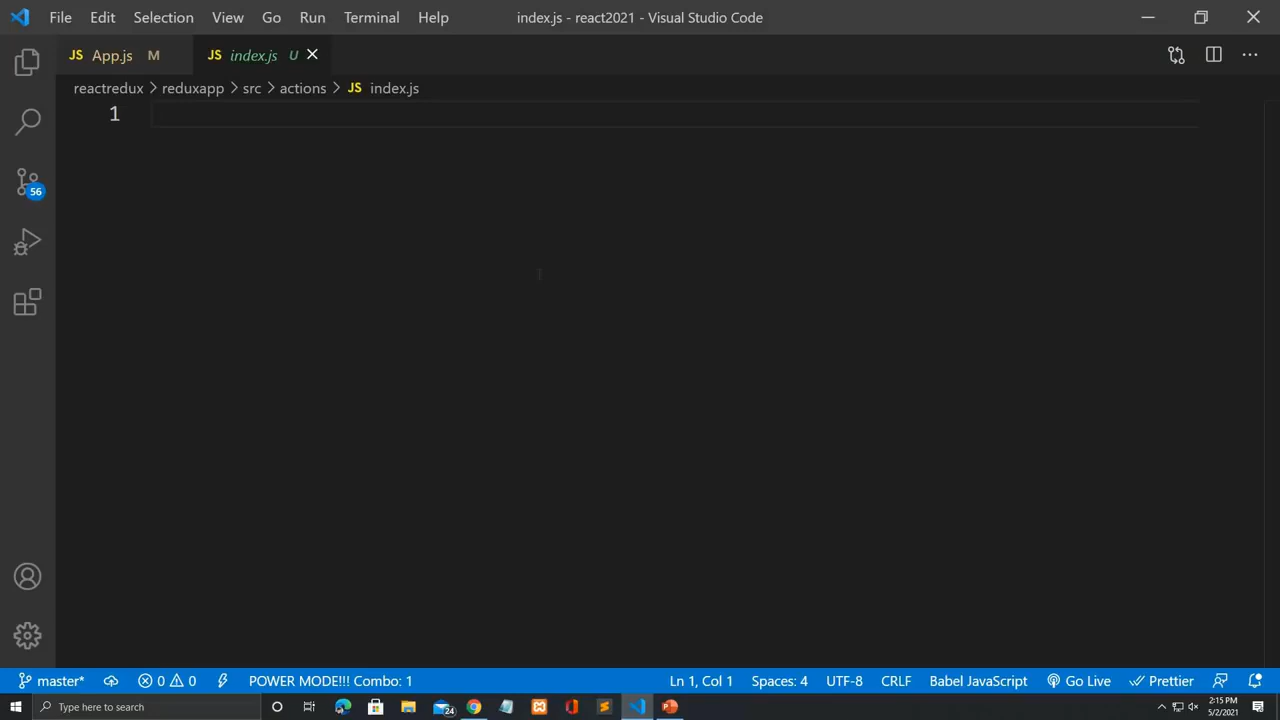 File Edit Selection View Go Run Terminal Help index.js - react2021 - Visual Studio Code
JS App.js M JS index.js U
reactredux > reduxapp > src > actions > JS index.js
1
56
master* 0 0 POWER MODE!!! Combo: 1 Ln 1, Col 1 Spaces: 4 UTF-8 CRLF Babel JavaScript Go Live Prettier
Type here to search
24
2:15 PM
5/2/2021